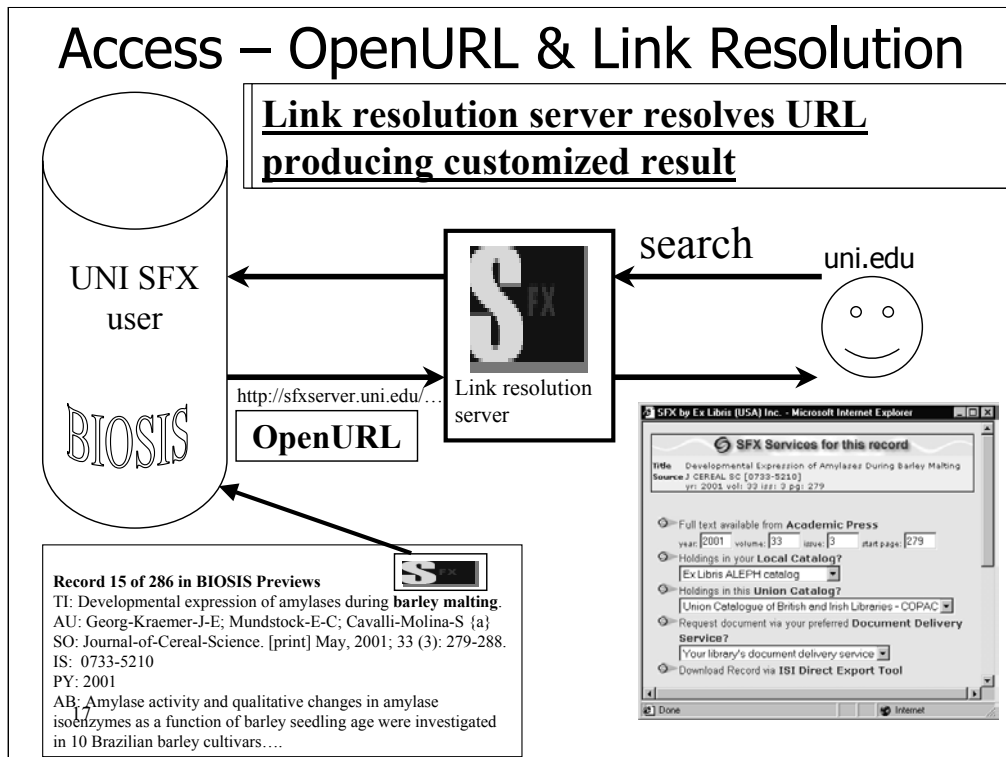 Access – OpenURL & Link Resolution
Link resolution server resolves URL
producing customized result
UNI SFX
user
BIOSIS
search
uni.edu
SFX
Link resolution
server
http://sfxserver.uni.edu/…
OpenURL
SFX
Record 15 of 286 in BIOSIS Previews
TI: Developmental expression of amylases during barley malting.
AU: Georg-Kraemer-J-E; Mundstock-E-C; Cavalli-Molina-S {a}
SO: Journal-of-Cereal-Science. [print] May, 2001; 33 (3): 279-288.
IS: 0733-5210
PY: 2001
AB: Amylase activity and qualitative changes in amylase
17
isoenzymes as a function of barley seedling age were investigated
in 10 Brazilian barley cultivars….
SFX by Ex Libris (USA) Inc. - Microsoft Internet Explorer
SFX Services for this record
Title Developmental Expression of Amylases During Barley Malting
Source J CEREAL SC [0733-5210]
yr: 2001 vol: 33 iss: 3 pg: 279
Full text available from Academic Press
year: 2001 volume: 33 issue: 3 start page: 279
Holdings in your Local Catalog?
Ex Libris ALEPH catalog
Holdings in this Union Catalog?
Union Catalogue of British and Irish Libraries - COPAC
Request document via your preferred Document Delivery
Service?
Your library's document delivery service
Download Record via ISI Direct Export Tool
Done
Internet